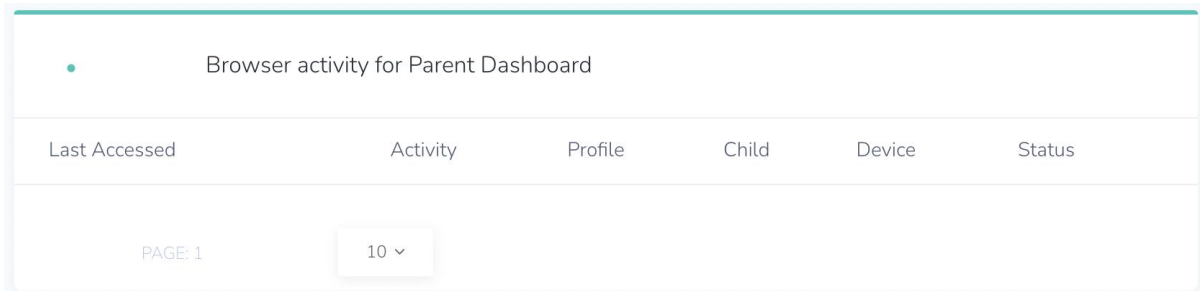 Browser activity for Parent Dashboard
Last Accessed Activity Profile Child Device Status
PAGE: 1 10